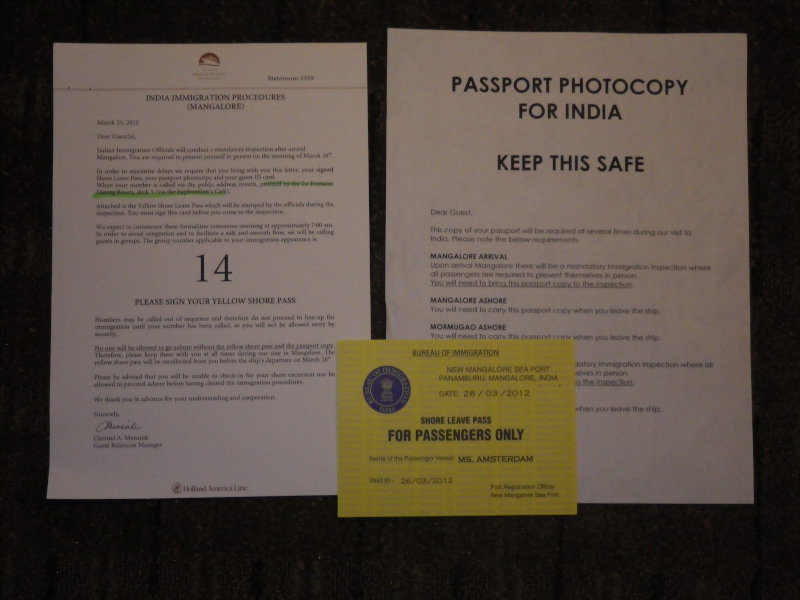 Stateroom 3359
INDIA IMMIGRATION PROCEDURES
(MANGALORE)
March 25, 2012
Dear Guest(s),
Indian Immigration Officials will conduct a mandatory inspection after arrival
Mangalore. You are required to present yourself in person on the morning of March 26th.
In order to minimize delays we require that you bring with you this letter, your signed
Shore Leave Pass, your passport photocopy and your guest ID card.
When your number is called via the public address system, proceed to the La Fontaine
Dining Room, deck 5 (via the Explorations Café).
Attached is the Yellow Shore Leave Pass which will be stamped by the officials during the
inspection. You must sign this card before you come to the inspection.
We expect to commence these formalities tomorrow morning at approximately 7:00 am.
In order to avoid congestion and to facilitate a safe and smooth flow, we will be calling
guests in groups. The group number applicable to your immigration appearance is:
14
PLEASE SIGN YOUR YELLOW SHORE PASS
Numbers may be called out of sequence and therefore do not proceed to line-up for
immigration until your number has been called, as you will not be allowed entry by
security.
No one will be allowed to go ashore without the yellow shore pass and the passport copy.
Therefore, please keep these with you at all times during our stay in Mangalore. The
yellow shore pass will be recollected from you before the ship's departure on March 26th.
Please be advised that you will be unable to check-in for your shore excursion nor be
allowed to proceed ashore before having cleared the immigration procedures.
We thank you in advance for your understanding and cooperation.
Sincerely,
CMensink
Christel A. Mensink
Guest Relations Manager
Holland America Line
PASSPORT PHOTOCOPY
FOR INDIA
KEEP THIS SAFE
Dear Guest,
This copy of your passport will be required at several times during our visit to
India. Please note the below requirements.
MANGALORE ARRIVAL
Upon arrival Mangalore there will be a mandatory Immigration Inspection where
all passengers are required to present themselves in person.
You will need to bring this passport copy to the inspection.
MANGALORE ASHORE
You will need to carry this passport copy when you leave the ship.
MORMUGAO ASHORE
You will need to carry this passport copy when you leave the ship.
datory Immigration Inspection where all
selves in person.
to the Inspection.
when you leave the ship.
BUREAU OF IMMIGRATION
BUREAU OF IMMIGRATION
INDIA
NEW MANGALORE SEA PORT
PANAMBURU, MANGALORE, INDIA
DATE: 26/03/2012
SHORE LEAVE PASS
FOR PASSENGERS ONLY
Name of the Passenger Vessel MS. AMSTERDAM
Valid till - 26/03/2012
Port Registration Officer
New Mangalore Sea Port